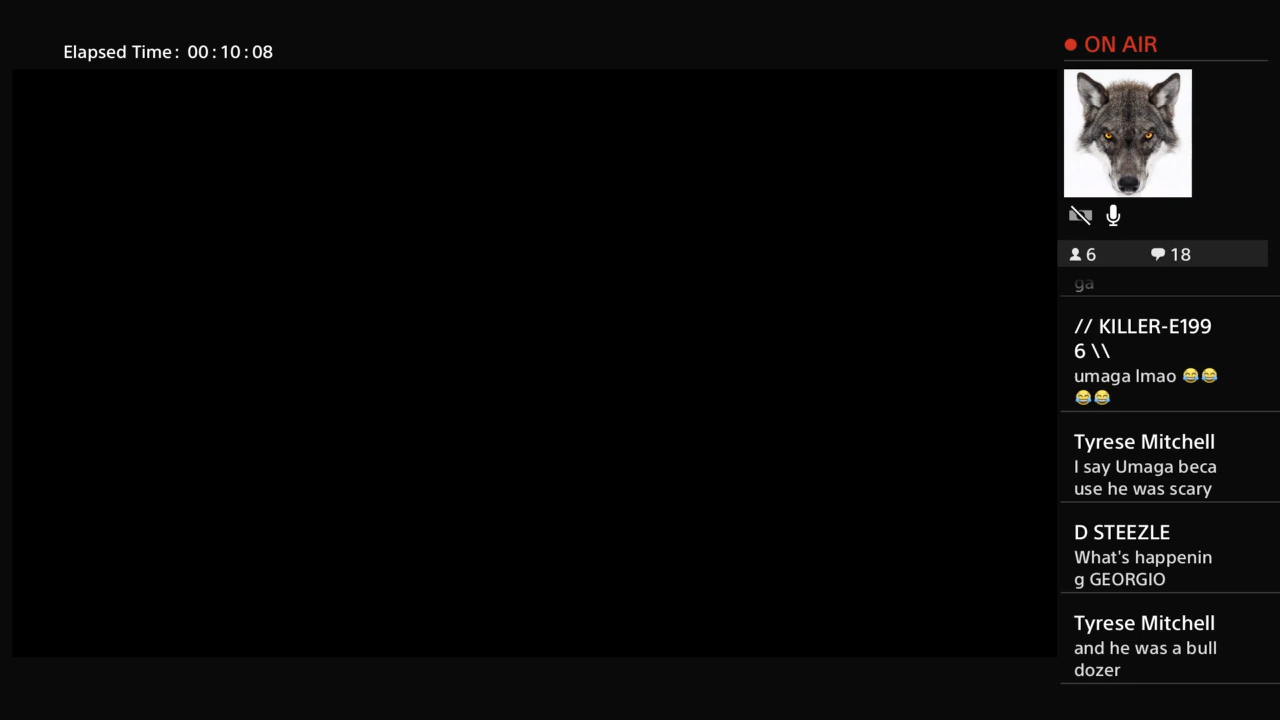 Elapsed Time: 00:10:08
ON AIR
6 18
ga
// KILLER-E199
6 \\
umaga lmao 😂😂
😂😂
Tyrese Mitchell
I say Umaga beca
use he was scary
D STEEZLE
What's happenin
g GEORGIO
Tyrese Mitchell
and he was a bull
dozer